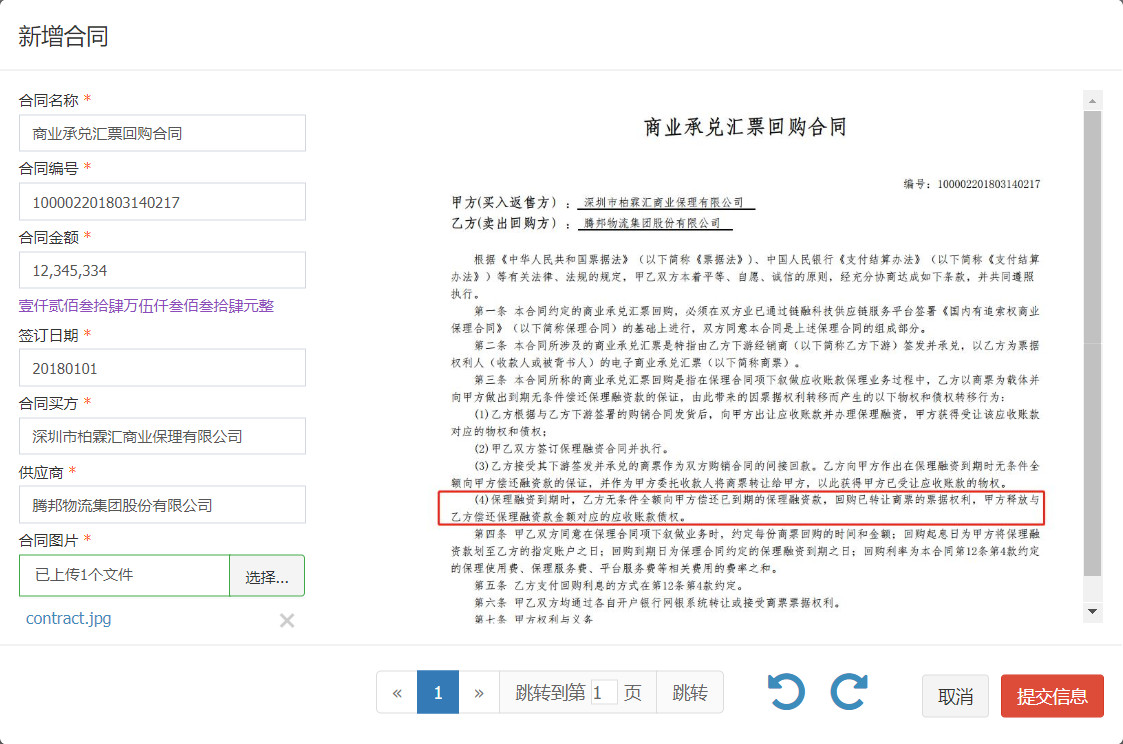 新增合同
合同名称 *
商业承兑汇票回购合同
合同编号 *
100002201803140217
合同金额 *
12,345,334
壹仟贰佰叁拾肆万伍仟叁佰叁拾肆元整
签订日期 *
20180101
合同买方 *
深圳市柏霖汇商业保理有限公司
供应商 *
腾邦物流集团股份有限公司
合同图片 *
已上传1个文件
选择...
contract.jpg
商业承兑汇票回购合同
编号：100002201803140217
甲方(买入返售方)：深圳市柏霖汇商业保理有限公司
乙方(卖出回购方)：腾邦物流集团股份有限公司
根据《中华人民共和国票据法》（以下简称《票据法》）、中国人民银行《支付结算办法》（以下简称《支付结算
办法》）等有关法律、法规的规定，甲乙双方本着平等、自愿、诚信的原则，经充分协商达成如下条款，并共同遵照
执行。
第一条 本合同约定的商业承兑汇票回购，必须在双方业已通过链融科技供应链服务平台签署《国内有追索权商业
保理合同》（以下简称保理合同）的基础上进行，双方同意本合同是上述保理合同的组成部分。
第二条 本合同所涉及的商业承兑汇票是特指由乙方下游经销商（以下简称乙方下游）签发并承兑，以乙方为票据
权利人（收款人或被背书人）的电子商业承兑汇票（以下简称商票）。
第三条 本合同所称的商业承兑汇票回购是指在保理合同项下叙做应收账款保理业务过程中，乙方以商票为载体并
向甲方做出到期无条件偿还保理融资款的保证，由此带来的因票据权利转移而产生的以下物权和债权转移行为：
(1)乙方根据与乙方下游签署的购销合同发货后，向甲方出让应收账款并办理保理融资，甲方获得受让该应收账款
对应的物权和债权；
(2)甲乙双方签订保理融资合同并执行。
(3)乙方接受其下游签发并承兑的商票作为双方购销合同的间接回款。乙方向甲方作出在保理融资到期时无条件全
额向甲方偿还融资款的保证，并作为甲方委托收款人将商票转让给甲方，以此获得甲方已受让应收账款的物权。
(4)保理融资到期时，乙方无条件全额向甲方偿还已到期的保理融资款，回购已转让商票的票据权利，甲方释放与
乙方偿还保理融资款金额对应的应收账款债权。
第四条 甲乙双方同意在保理合同项下叙做业务时，约定每份商票回购的时间和金额；回购起息日为甲方将保理融
资款划至乙方的指定账户之日；回购到期日为保理合同约定的保理融资到期之日；回购利率为本合同第12条第4款约定
的保理使用费、保理服务费、平台服务费等相关费用的费率之和。
第五条 乙方支付回购利息的方式在第12条第4款约定。
第六条 甲乙双方均通过各自开户银行网银系统转让或接受商票票据权利。
第七条 甲方权利与义务
« 1 » 跳转到第 1 页 跳转
取消
提交信息